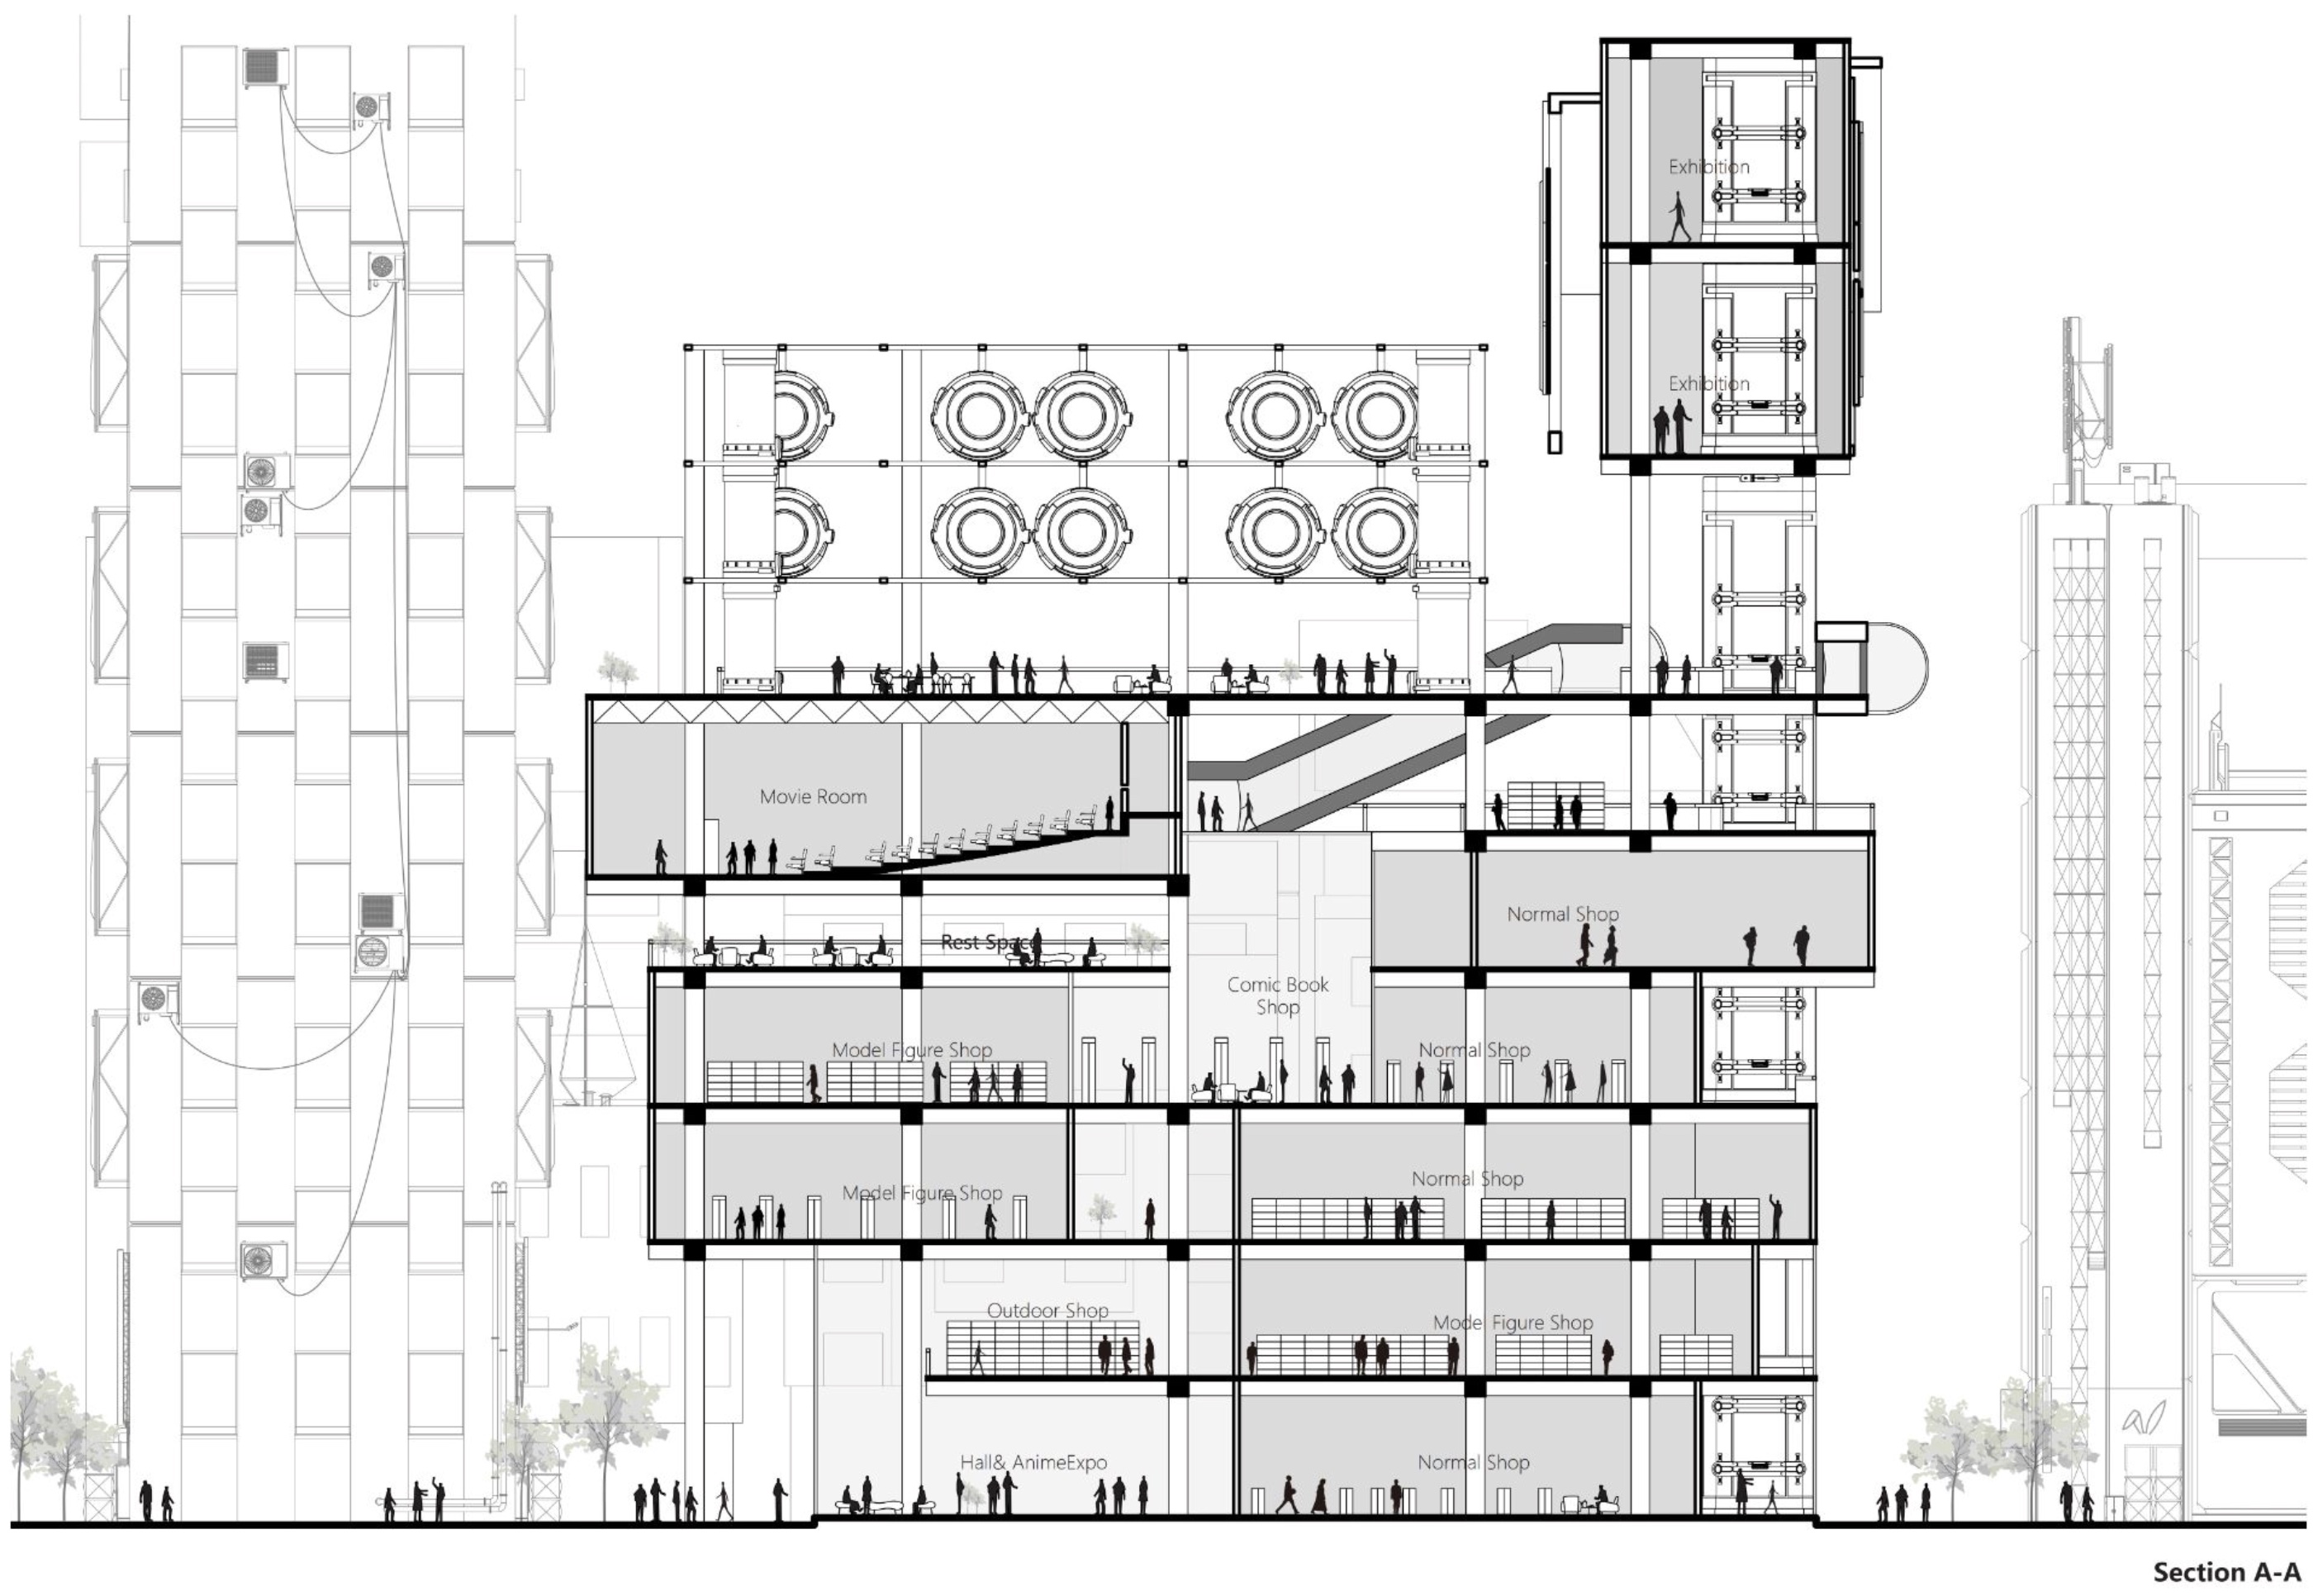 Exhibition
Exhibition
Movie Room
Normal Shop
Rest Space
Comic Book
Shop
Model Figure Shop
Normal Shop
Model Figure Shop
Normal Shop
Outdoor Shop
Model Figure Shop
Hall& AnimeExpo
Normal Shop
Section A-A